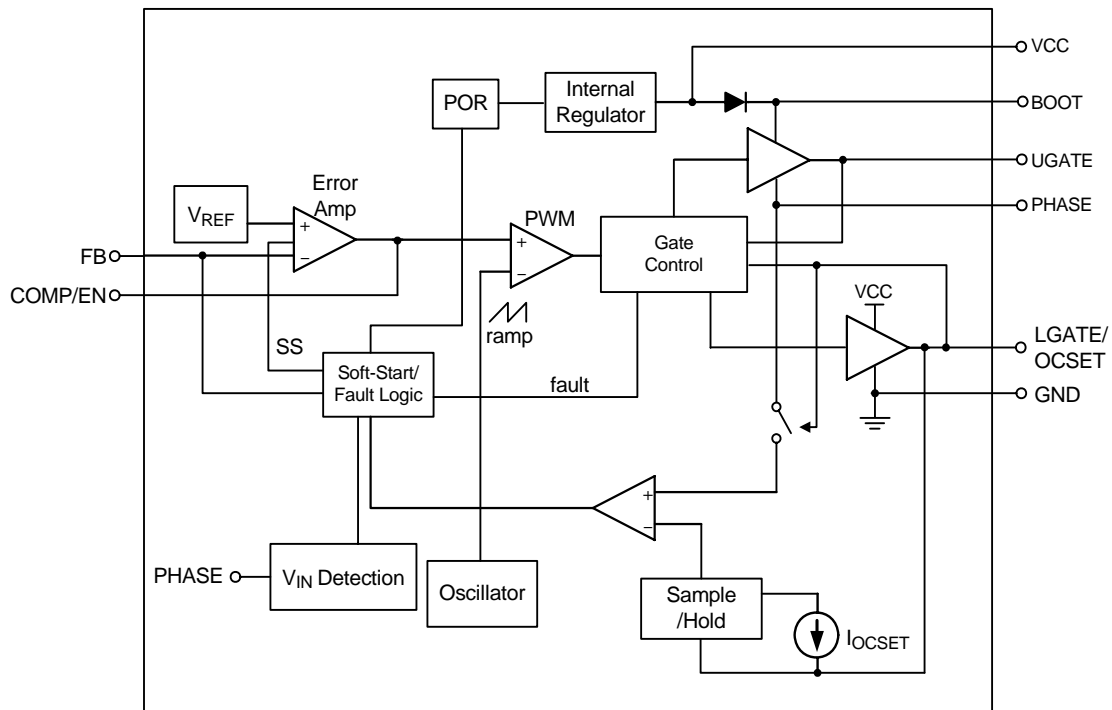 VCC
POR
Internal
Regulator
BOOT
UGATE
Error
Amp
VREF
+
−
PWM
+
−
Gate
Control
PHASE
FB
COMP/EN
ramp
VCC
LGATE/
OCSET
SS
Soft-Start/
Fault Logic
fault
GND
+
−
PHASE
VIN Detection
Oscillator
Sample
/Hold
IOCSET